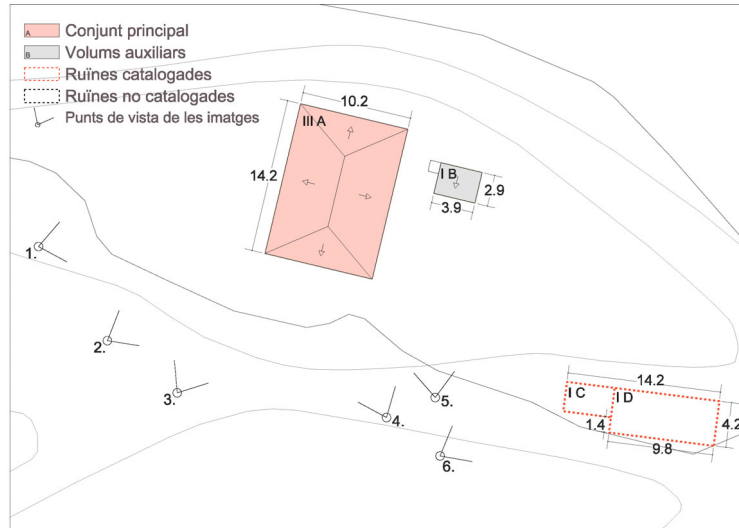 A Conjunt principal
B Volums auxiliars
Ruïnes catalogades
Ruïnes no catalogades
Punts de vista de les imatges
10.2
III A
14.2
I B
2.9
3.9
1.
2.
3.
4.
5.
6.
14.2
I C
I D
1.4
4.2
9.8